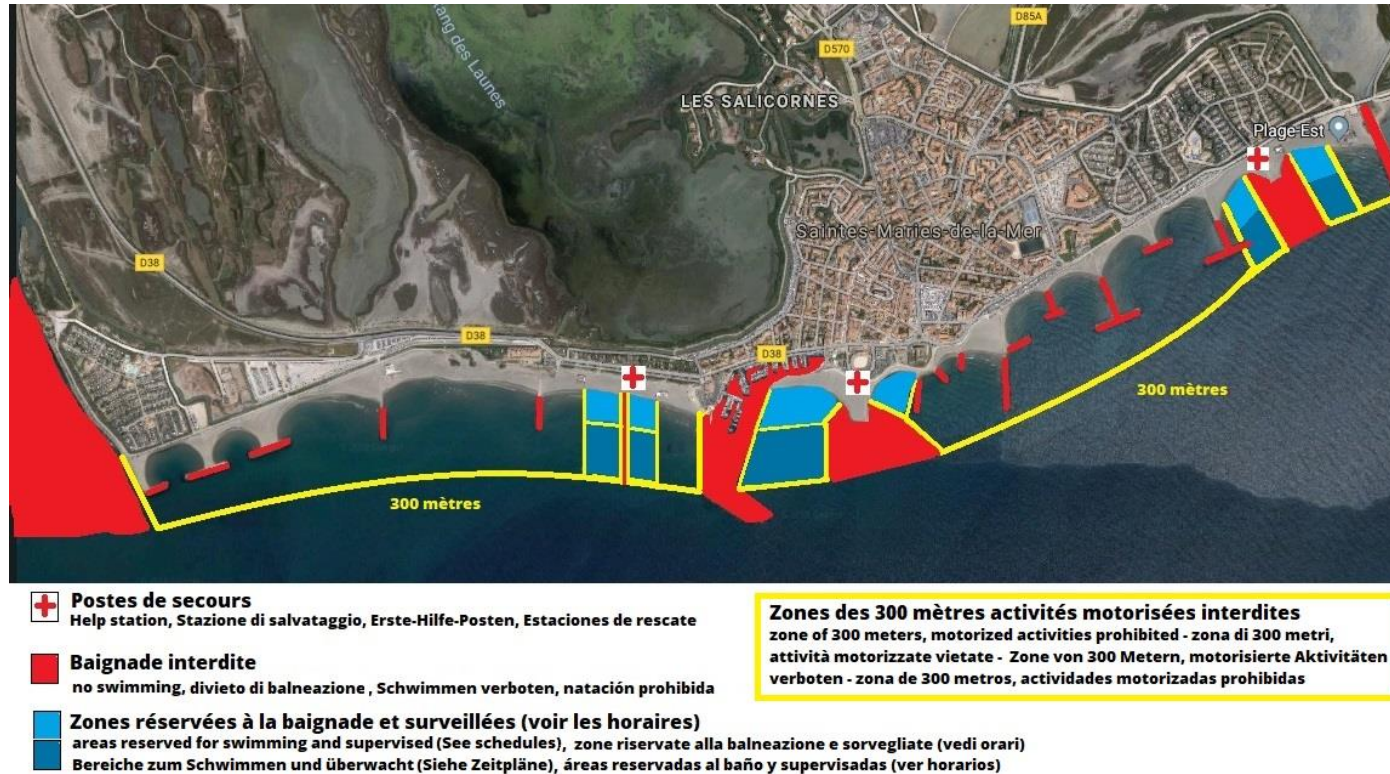 D85A
D570
Étang des Launes
LES SALICORNES
Plage Est
Saintes-Maries-de-la-Mer
D38
D38
D38
300 mètres
300 mètres
Postes de secours
Help station, Stazione di salvataggio, Erste-Hilfe-Posten, Estaciones de rescate
Baignade interdite
no swimming, divieto di balneazione , Schwimmen verboten, natación prohibida
Zones réservées à la baignade et surveillées (voir les horaires)
areas reserved for swimming and supervised (See schedules), zone riservate alla balneazione e sorvegliate (vedi orari)
Bereiche zum Schwimmen und überwacht (Siehe Zeitpläne), áreas reservadas al baño y supervisadas (ver horarios)
Zones des 300 mètres activités motorisées interdites
zone of 300 meters, motorized activities prohibited - zona di 300 metri,
attività motorizzate vietate - Zone von 300 Metern, motorisierte Aktivitäten
verboten - zona de 300 metros, actividades motorizadas prohibidas